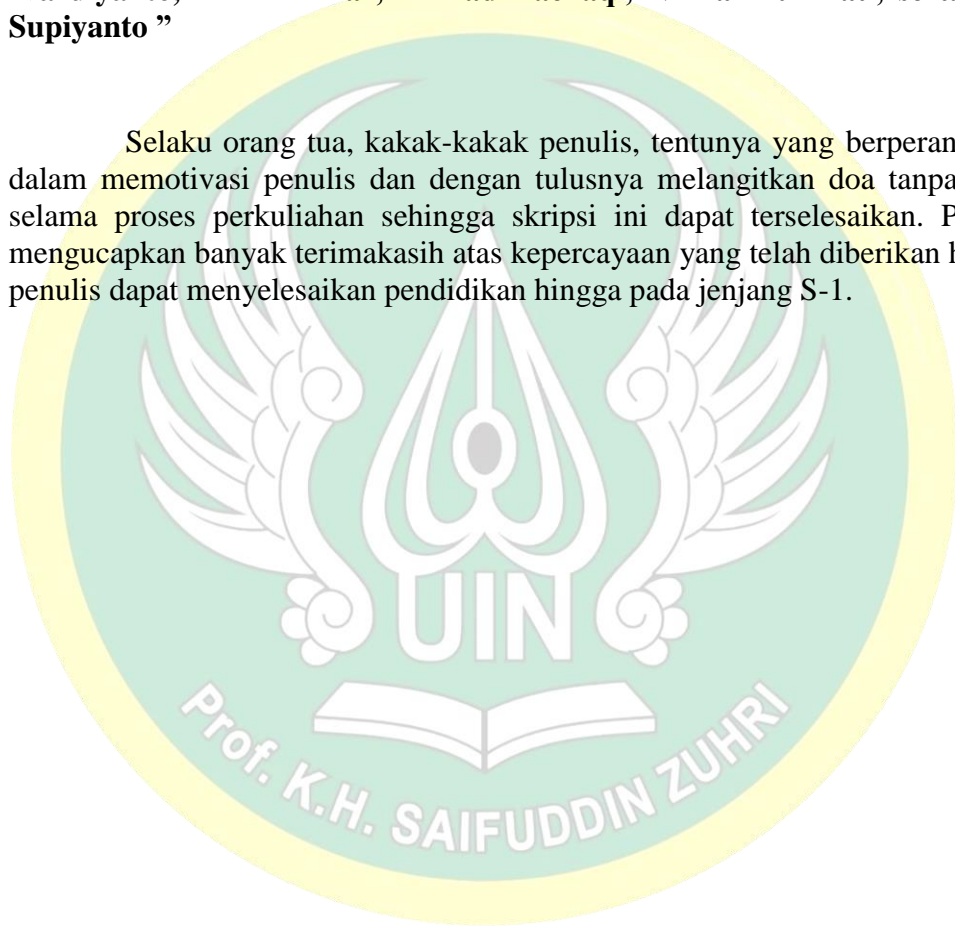 Supiyanto ”
Selaku orang tua, kakak-kakak penulis, tentunya yang berperan
dalam memotivasi penulis dan dengan tulusnya melangitkan doa tanpa
selama proses perkuliahan sehingga skripsi ini dapat terselesaikan. P
mengucapkan banyak terimakasih atas kepercayaan yang telah diberikan h
penulis dapat menyelesaikan pendidikan hingga pada jenjang S-1.
UIN
Prof. K.H. SAIFUDDIN ZUHRI